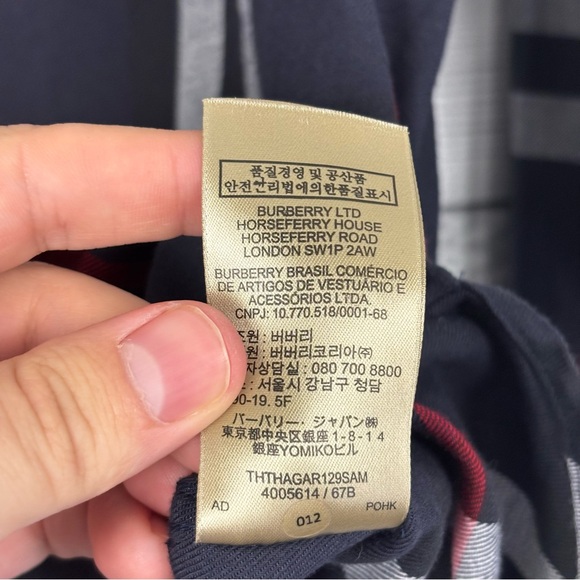 품질경영 및 공산품
안전관리법에의한품질표시
BURBERRY LTD
HORSEFERRY HOUSE
HORSEFERRY ROAD
LONDON SW1P 2AW
BURBERRY BRASIL COMÉRCIO
DE ARTIGOS DE VESTUÁRIO E
ACESSÓRIOS LTDA.
CNPJ: 10.770.518/0001-68
조원 : 버버리
원 : 버버리코리아㈜
자상담실 : 080 700 8800
: 서울시 강남구 청담
90-19. 5F
バーバリー・ジャパン㈱
東京都中央区銀座1-8-14
銀座YOMIKOビル
THTHAGAR129SAM
4005614 / 67B
AD POHK
012